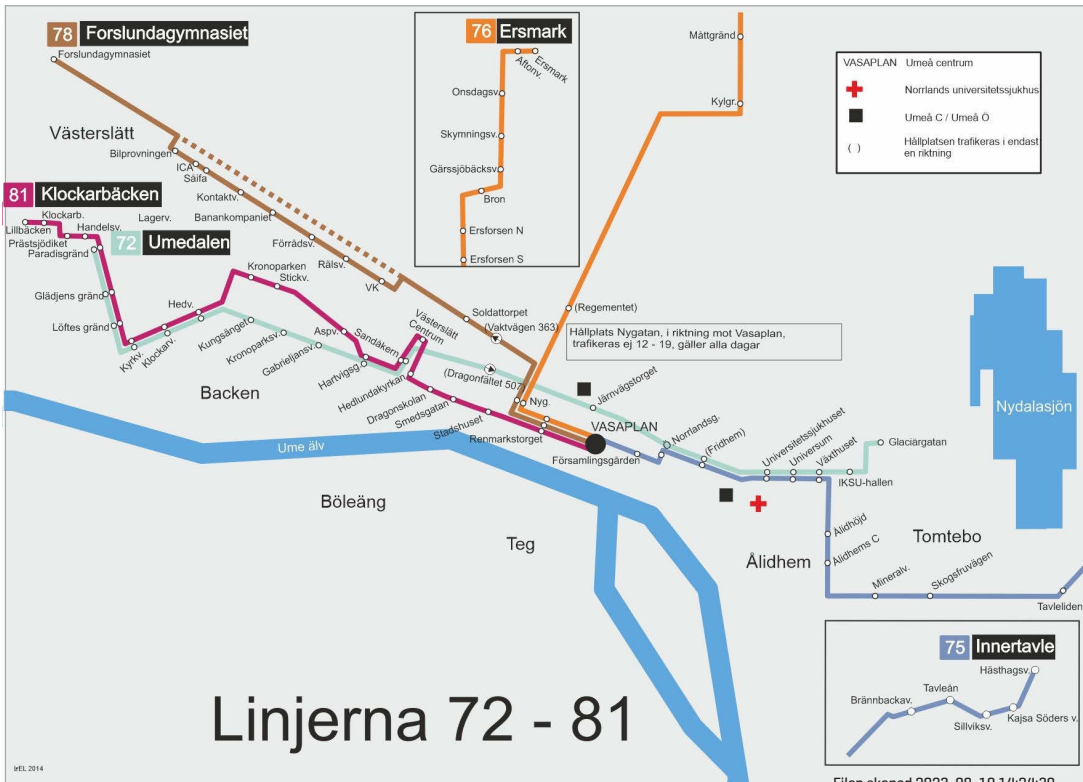 78 Forslundagymnasiet
Forslundagymnasiet
Västerslätt
Bilprovningen
ICA
Säifa
Kontaktv.
Banankompaniet
Förrådsv.
Rälsv.
VK
Soldattorpet
(Vaktvägen 363)
81 Klockarbäcken
Lillbäcken
Klockarb.
Prästsjödiket
Handelsv.
Paradisgränd
Lagerv.
72 Umedalen
Glädjens gränd
Löftes gränd
Kyrkv.
Klockarv.
Hedv.
Kronoparken
Stickv.
Kungsänget
Kronoparksv.
Gabrieljansv.
Aspv.
Sandåkern
Hartvigsg.
Västerslätt
Centrum
Hedlundakyrkan
Dragonskolan
Smedsgatan
Stadshuset
Renmarkstorget
(Dragonfältet 507)
Backen
Ume älv
Böleäng
Teg
76 Ersmark
Aftonv.
Ersmark
Onsdagsv.
Skymningsv.
Gärssjöbäcksv.
Bron
Ersforsen N
Ersforsen S
Mättgränd
Kylgr.
(Regementet)
Hållplats Nygatan, i riktning mot Vasaplan,
trafikeras ej 12 - 19, gäller alla dagar
Nyg.
VASAPLAN
Järnvägstorget
Församlingsgården
Ö.Norrlandsg.
(Fridhem)
Universitetssjukhuset
Universum
Växthuset
IKSU-hallen
Glaciärgatan
Ålidhöjd
Ålidhems C
Ålidhem
Tomtebo
Mineralv.
Skogsfruvägen
Tavleliden
Nydalasjön
VASAPLAN Umeå centrum
Norrlands universitetssjukhus
Umeå C / Umeå Ö
( ) Hållplatsen trafikeras i endast
en riktning
75 Innertavle
Hästhagsv.
Brännbackav.
Tavleån
Sillviksv.
Kajsa Söders v.
Linjerna 72 - 81
IrEL 2014